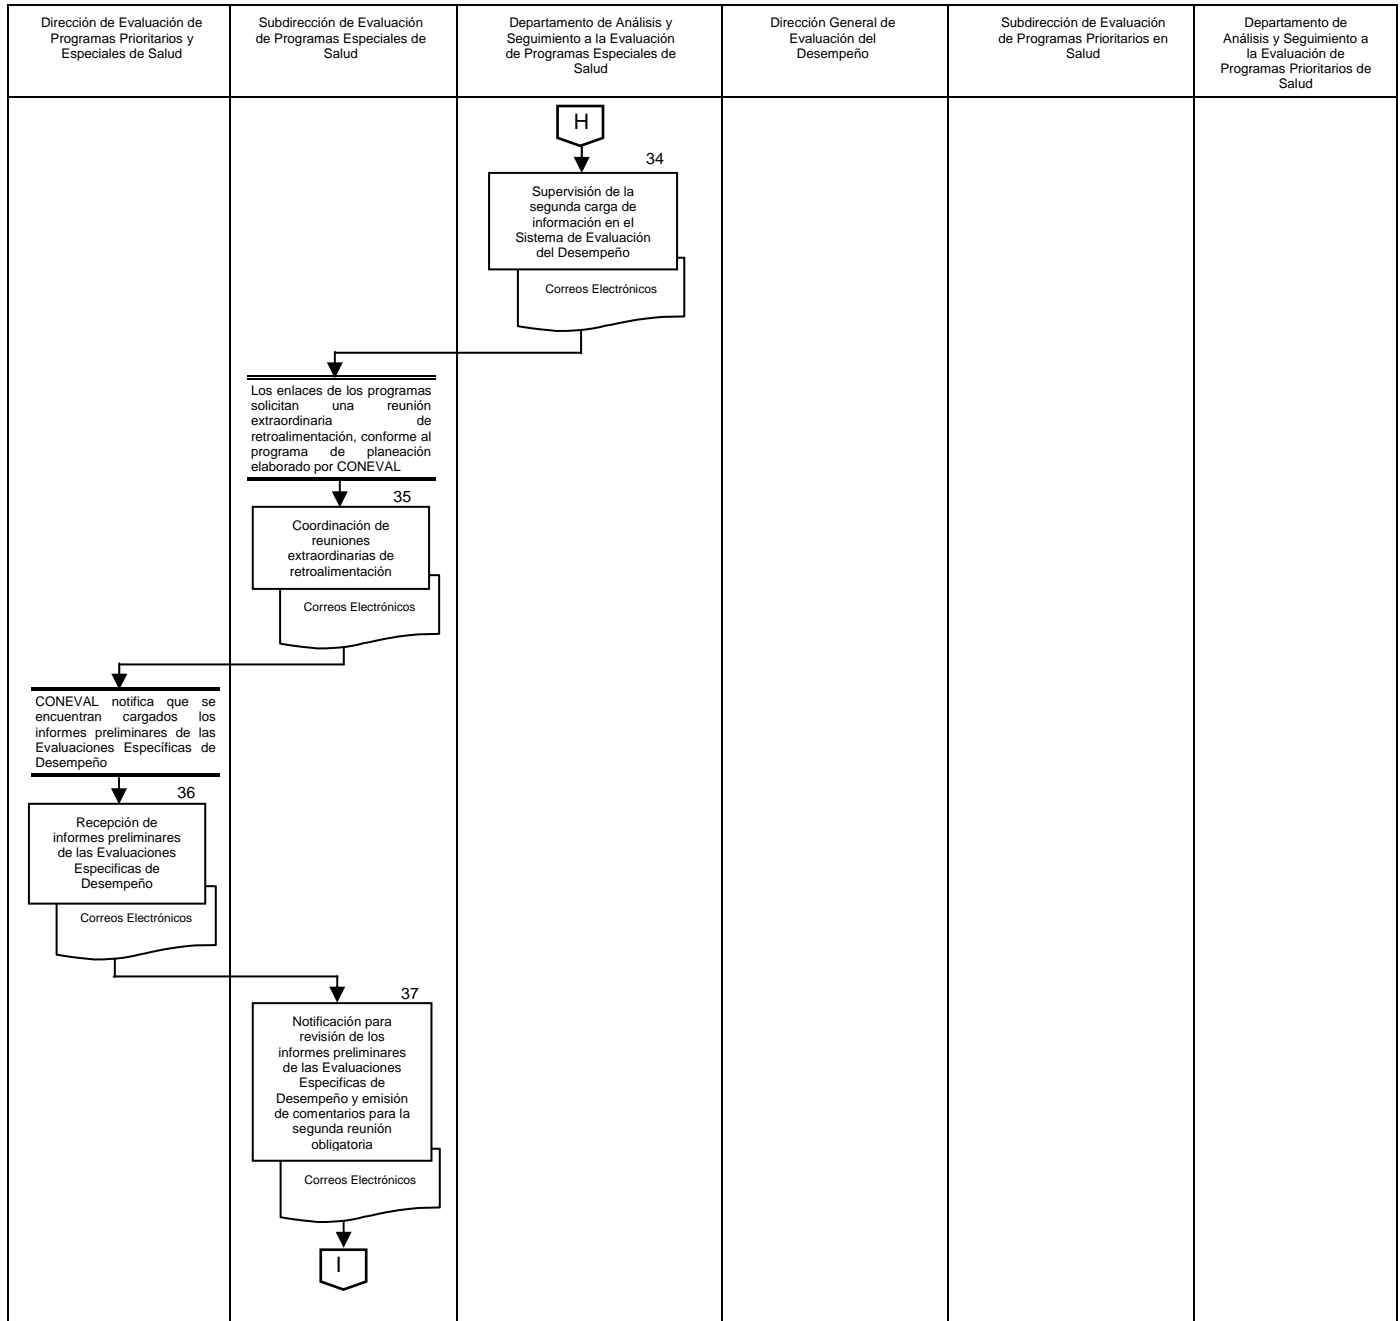 Dirección de Evaluación de
Programas Prioritarios y
Especiales de Salud
Subdirección de Evaluación
de Programas Especiales de
Salud
Departamento de Análisis y
Seguimiento a la Evaluación
de Programas Especiales de
Salud
Dirección General de
Evaluación del
Desempeño
Subdirección de Evaluación
de Programas Prioritarios en
Salud
Departamento de
Análisis y Seguimiento a
la Evaluación de
Programas Prioritarios de
Salud
H
34
Supervisión de la
segunda carga de
información en el
Sistema de Evaluación
del Desempeño
Correos Electrónicos
Los enlaces de los programas
solicitan una reunión
extraordinaria de
retroalimentación, conforme al
programa de planeación
elaborado por CONEVAL
35
Coordinación de
reuniones
extraordinarias de
retroalimentación
Correos Electrónicos
CONEVAL notifica que se
encuentran cargados los
informes preliminares de las
Evaluaciones Específicas de
Desempeño
36
Recepción de
informes preliminares
de las Evaluaciones
Especificas de
Desempeño
Correos Electrónicos
37
Notificación para
revisión de los
informes preliminares
de las Evaluaciones
Especificas de
Desempeño y emisión
de comentarios para la
segunda reunión
obligatoria
Correos Electrónicos
I